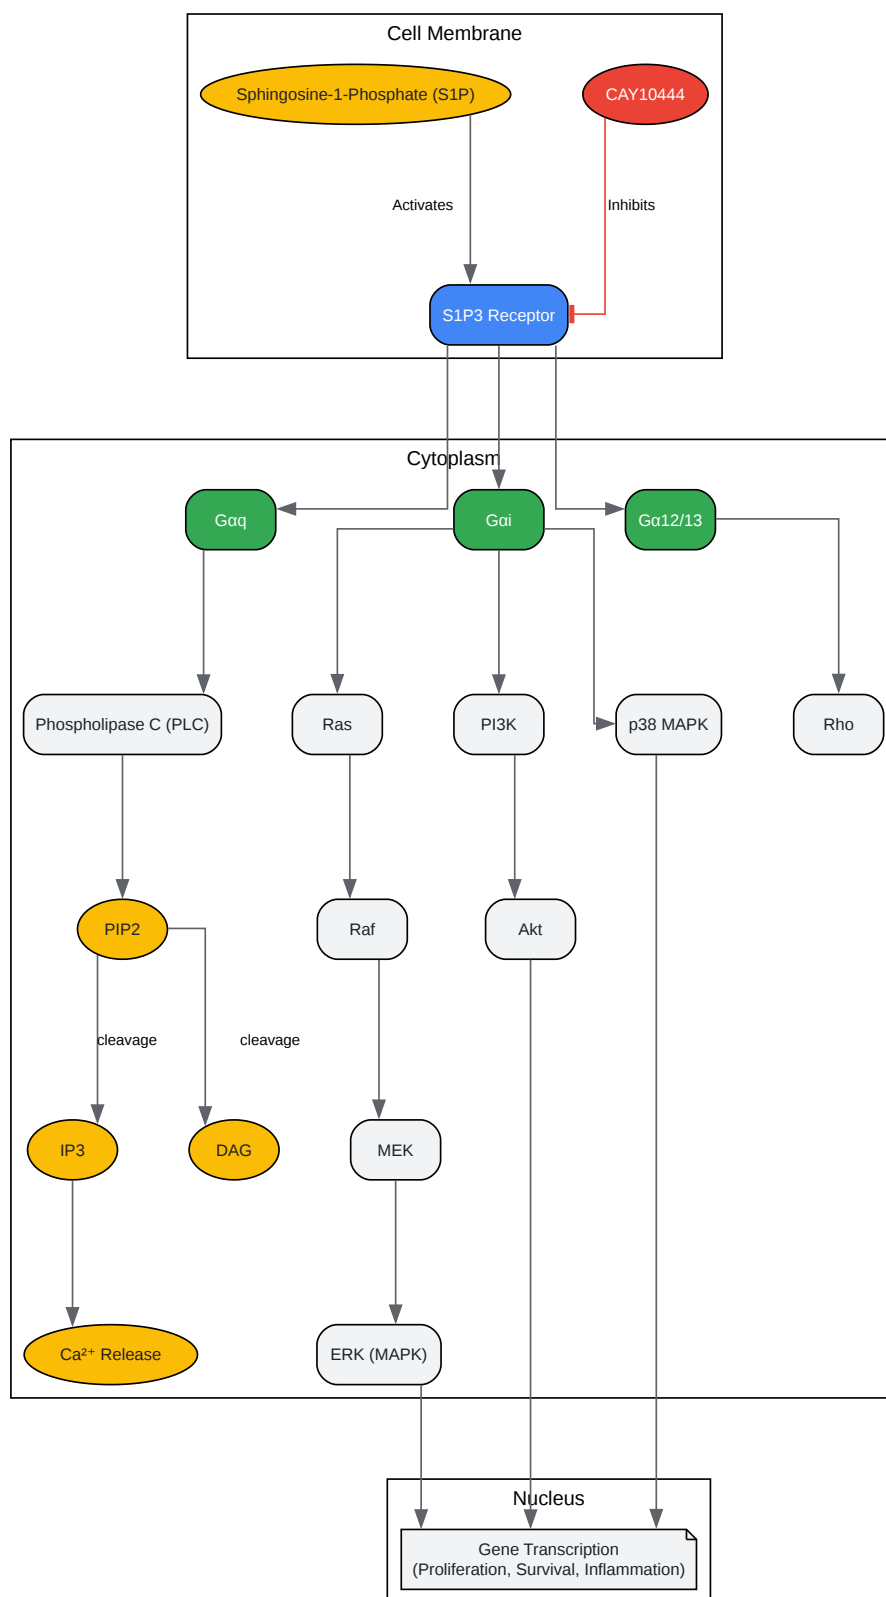 Cell Membrane
Sphingosine-1-Phosphate (S1P)
CAY10444
Activates
Inhibits
S1P3 Receptor
Cytoplasm
Gαq
Gαi
Gα12/13
Phospholipase C (PLC)
Ras
PI3K
p38 MAPK
Rho
PIP2
Raf
Akt
cleavage
cleavage
IP3
DAG
MEK
Ca²⁺ Release
ERK (MAPK)
Nucleus
Gene Transcription
(Proliferation, Survival, Inflammation)